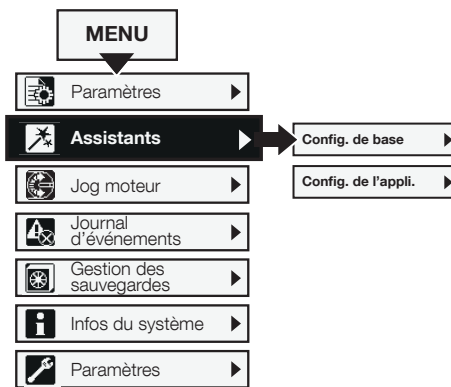 MENU
Paramètres
Assistants
Config. de base
Config. de l'appli.
Jog moteur
Journal
d'événements
Gestion des
sauvegardes
Infos du système
Paramètres